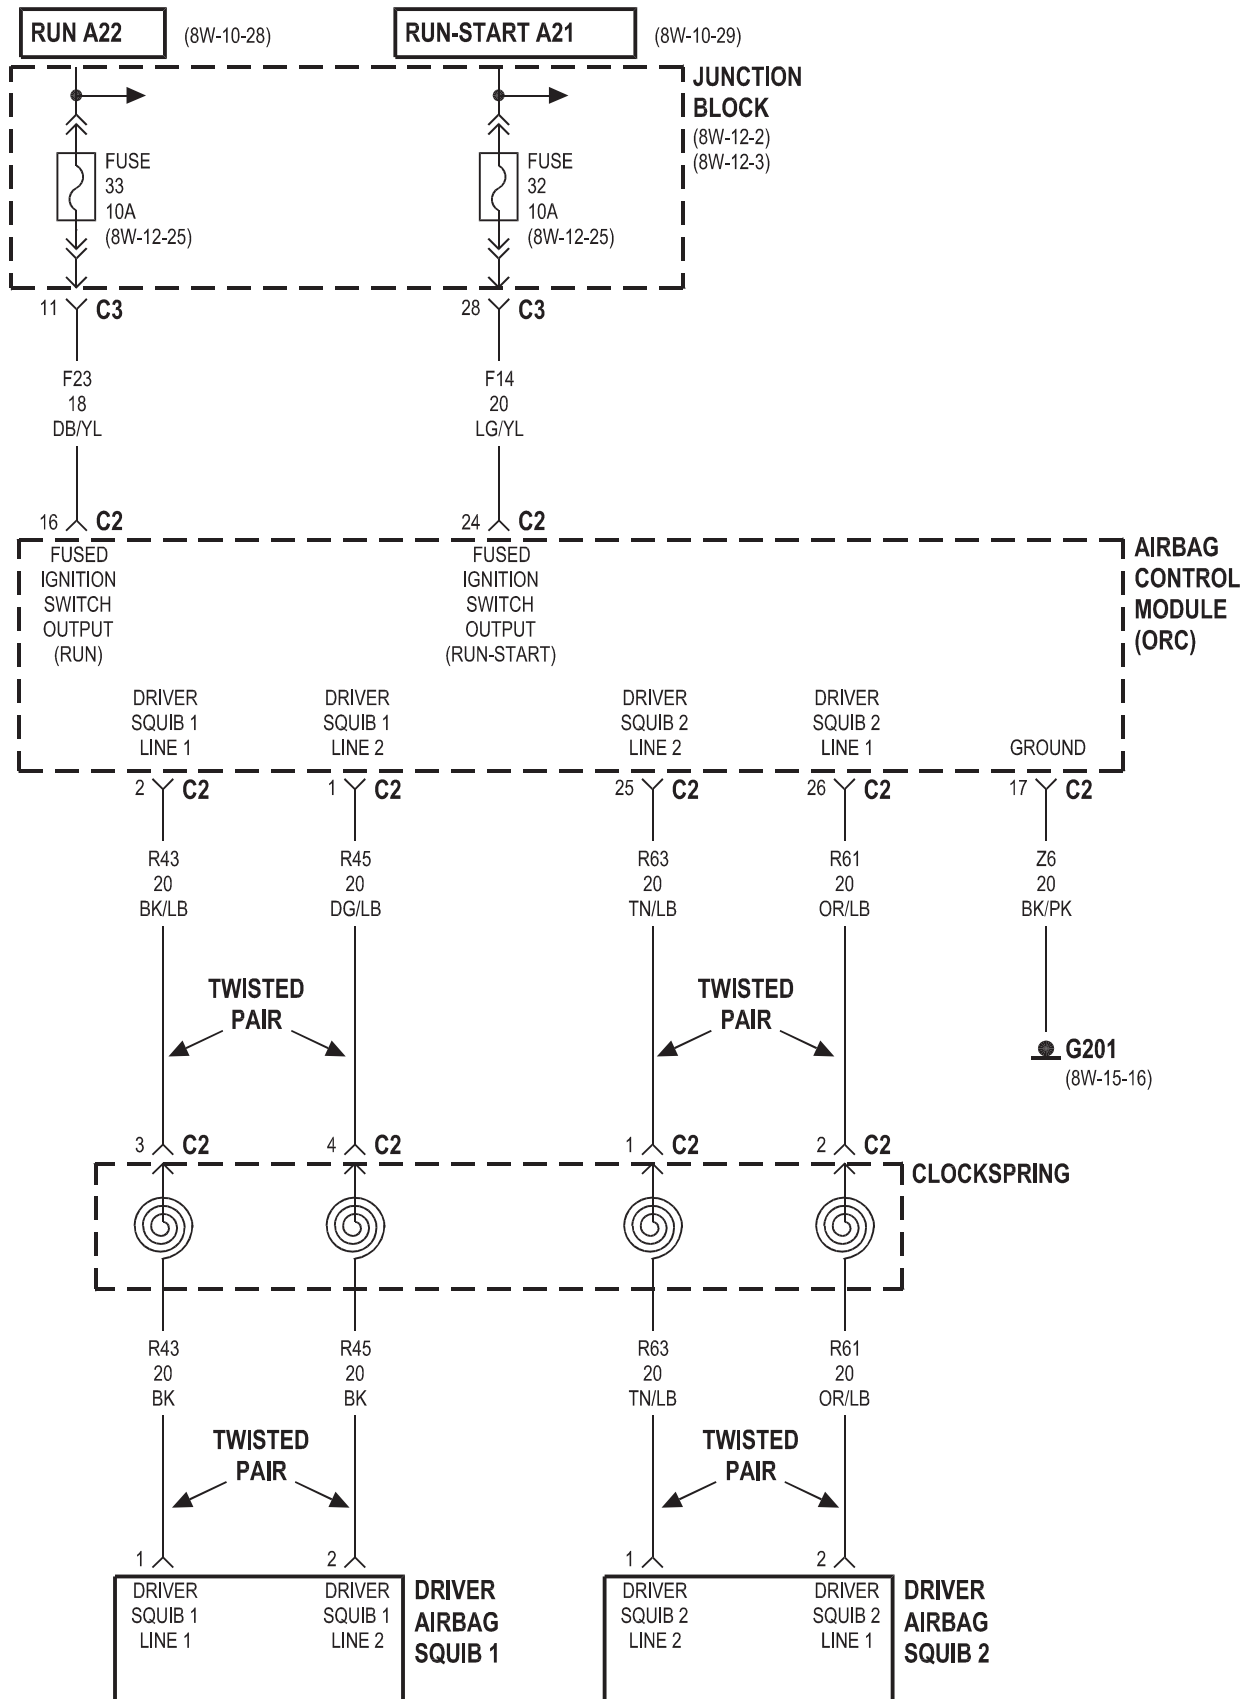 RUN A22
(8W-10-28)
RUN-START A21
(8W-10-29)
JUNCTION
BLOCK
(8W-12-2)
(8W-12-3)
FUSE
33
10A
(8W-12-25)
FUSE
32
10A
(8W-12-25)
11
C3
28
C3
F23
18
DB/YL
F14
20
LG/YL
16
C2
24
C2
FUSED
IGNITION
SWITCH
OUTPUT
(RUN)
FUSED
IGNITION
SWITCH
OUTPUT
(RUN-START)
AIRBAG
CONTROL
MODULE
(ORC)
DRIVER
SQUIB 1
LINE 1
DRIVER
SQUIB 1
LINE 2
DRIVER
SQUIB 2
LINE 2
DRIVER
SQUIB 2
LINE 1
GROUND
2
C2
1
C2
25
C2
26
C2
17
C2
R43
20
BK/LB
R45
20
DG/LB
R63
20
TN/LB
R61
20
OR/LB
Z6
20
BK/PK
TWISTED
PAIR
TWISTED
PAIR
G201
(8W-15-16)
3
C2
4
C2
1
C2
2
C2
CLOCKSPRING
R43
20
BK
R45
20
BK
R63
20
TN/LB
R61
20
OR/LB
TWISTED
PAIR
TWISTED
PAIR
1
2
1
2
DRIVER
SQUIB 1
LINE 1
DRIVER
SQUIB 1
LINE 2
DRIVER
AIRBAG
SQUIB 1
DRIVER
SQUIB 2
LINE 2
DRIVER
SQUIB 2
LINE 1
DRIVER
AIRBAG
SQUIB 2